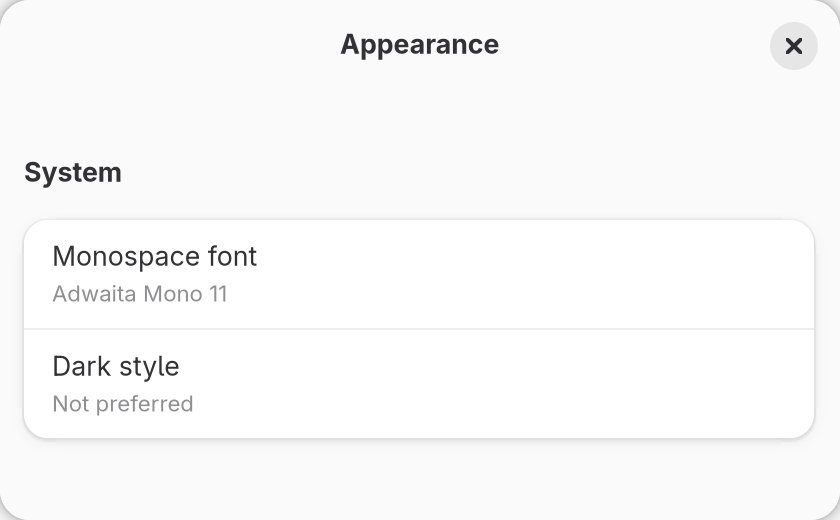 Appearance
System
Monospace font
Adwaita Mono 11
Dark style
Not preferred